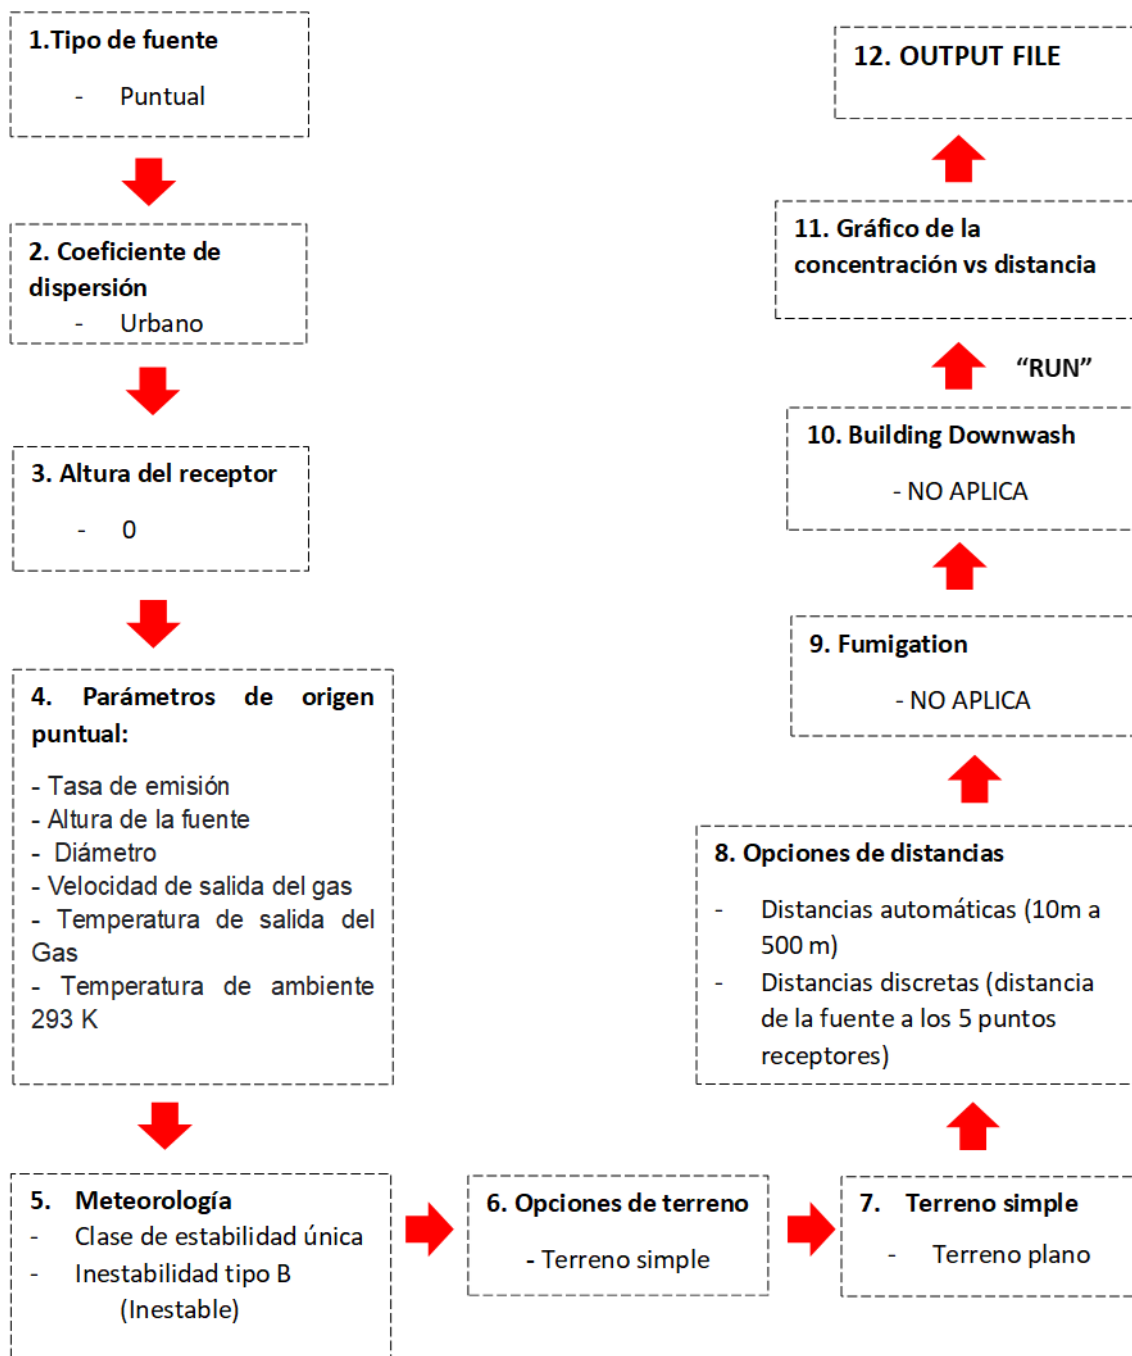 1.Tipo de fuente
- Puntual
2. Coeficiente de
dispersión
- Urbano
3. Altura del receptor
- 0
4. Parámetros de origen
puntual:
- Tasa de emisión
- Altura de la fuente
- Diámetro
- Velocidad de salida del gas
- Temperatura de salida del
Gas
- Temperatura de ambiente
293 K
5. Meteorología
- Clase de estabilidad única
- Inestabilidad tipo B
(Inestable)
6. Opciones de terreno
- Terreno simple
7. Terreno simple
- Terreno plano
8. Opciones de distancias
- Distancias automáticas (10m a
500 m)
- Distancias discretas (distancia
de la fuente a los 5 puntos
receptores)
9. Fumigation
- NO APLICA
10. Building Downwash
- NO APLICA
“RUN”
11. Gráfico de la
concentración vs distancia
12. OUTPUT FILE